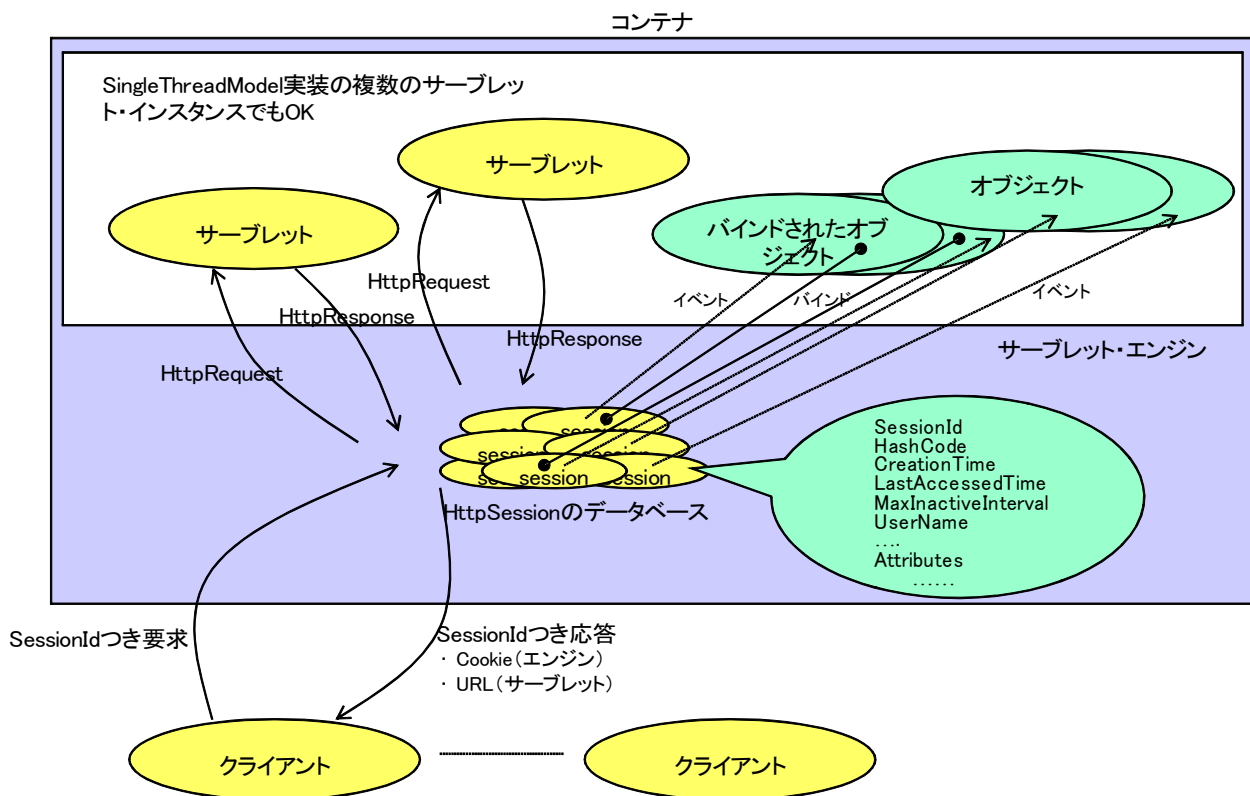 コンテナ
SingleThreadModel実装の複数のサーブレッ
ト・インスタンスでもOK
サーブレット
サーブレット
オブジェクト
バインドされたオブ
ジェクト
HttpRequest
HttpResponse
イベント
バインド
イベント
HttpResponse
HttpRequest
サーブレット・エンジン
session
session
session
session
session
HttpSessionのデータベース
SessionId
HashCode
CreationTime
LastAccessedTime
MaxInactiveInterval
UserName
….
Attributes
……
SessionIdつき要求
SessionIdつき応答
・ Cookie(エンジン)
・ URL(サーブレット)
クライアント
クライアント